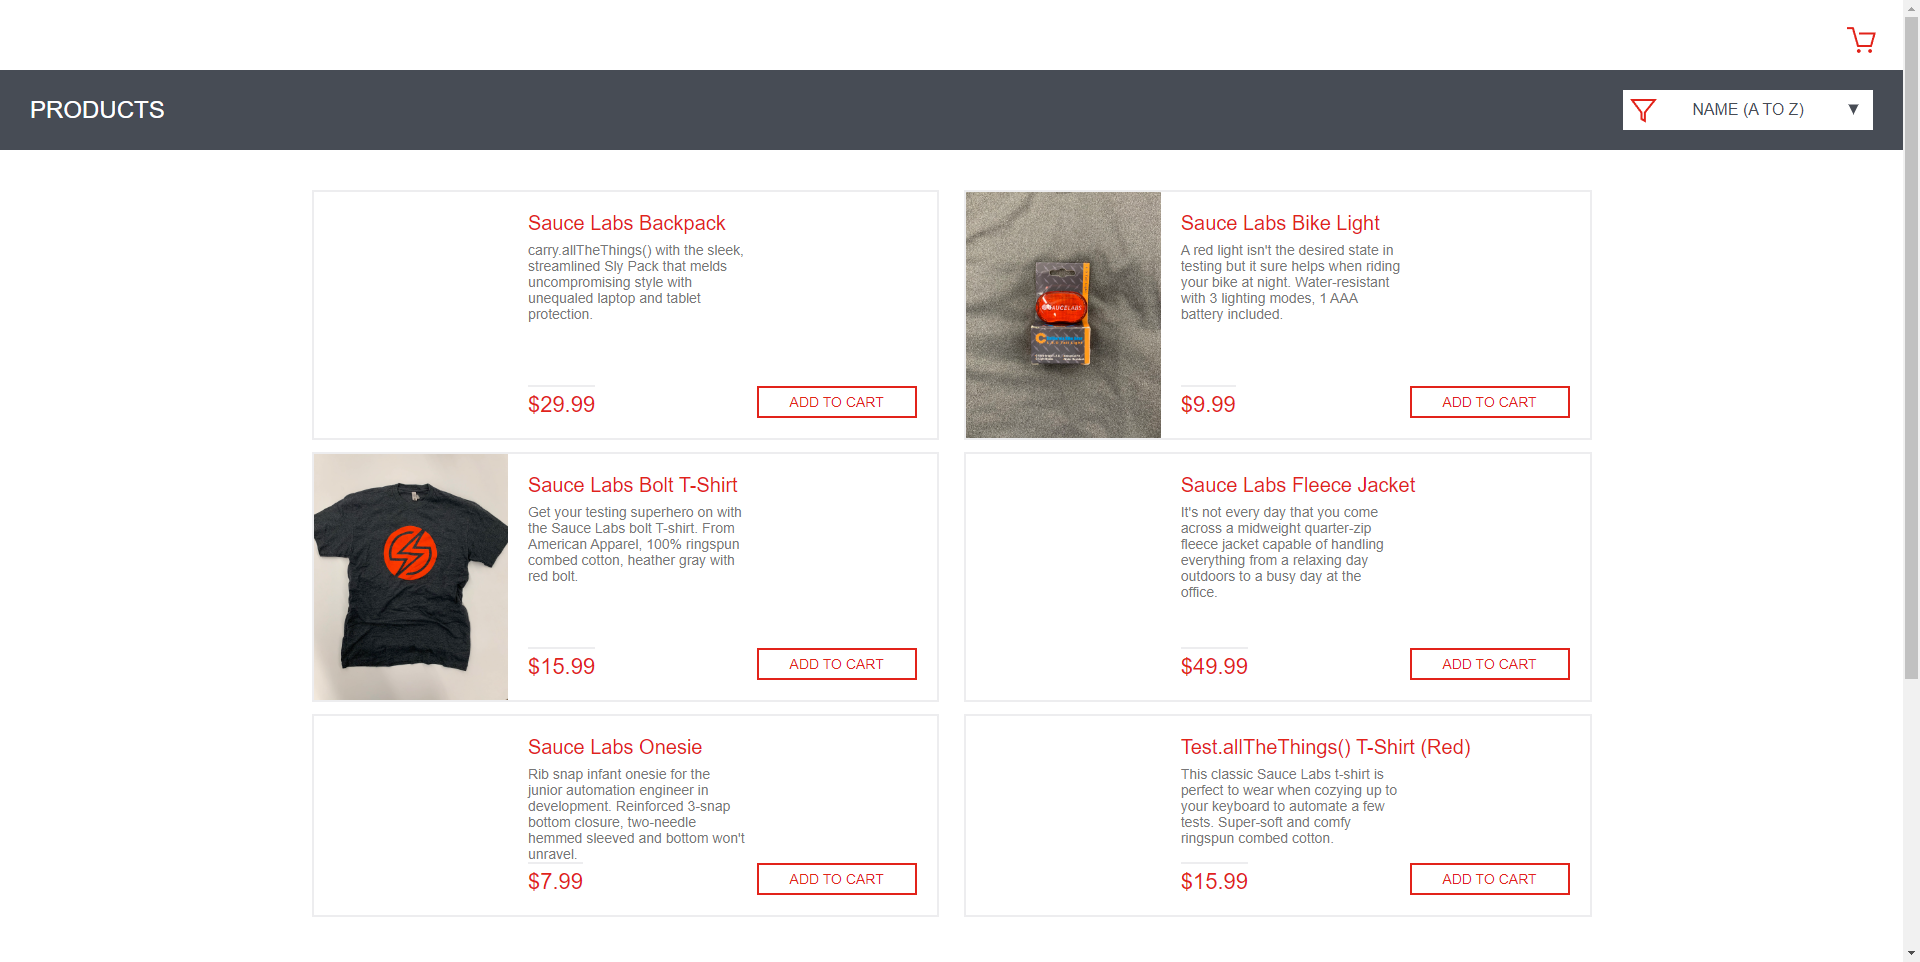 PRODUCTS
NAME (A TO Z)
Sauce Labs Backpack
carry.allTheThings() with the sleek,
streamlined Sly Pack that melds
uncompromising style with
unequaled laptop and tablet
protection.
$29.99
ADD TO CART
Sauce Labs Bike Light
A red light isn't the desired state in
testing but it sure helps when riding
your bike at night. Water-resistant
with 3 lighting modes, 1 AAA
battery included.
SAUCELABS
$9.99
ADD TO CART
Sauce Labs Bolt T-Shirt
Get your testing superhero on with
the Sauce Labs bolt T-shirt. From
American Apparel, 100% ringspun
combed cotton, heather gray with
red bolt.
$15.99
ADD TO CART
Sauce Labs Fleece Jacket
It's not every day that you come
across a midweight quarter-zip
fleece jacket capable of handling
everything from a relaxing day
outdoors to a busy day at the
office.
$49.99
ADD TO CART
Sauce Labs Onesie
Rib snap infant onesie for the
junior automation engineer in
development. Reinforced 3-snap
bottom closure, two-needle
hemmed sleeved and bottom won't
unravel.
$7.99
ADD TO CART
Test.allTheThings() T-Shirt (Red)
This classic Sauce Labs t-shirt is
perfect to wear when cozying up to
your keyboard to automate a few
tests. Super-soft and comfy
ringspun combed cotton.
$15.99
ADD TO CART